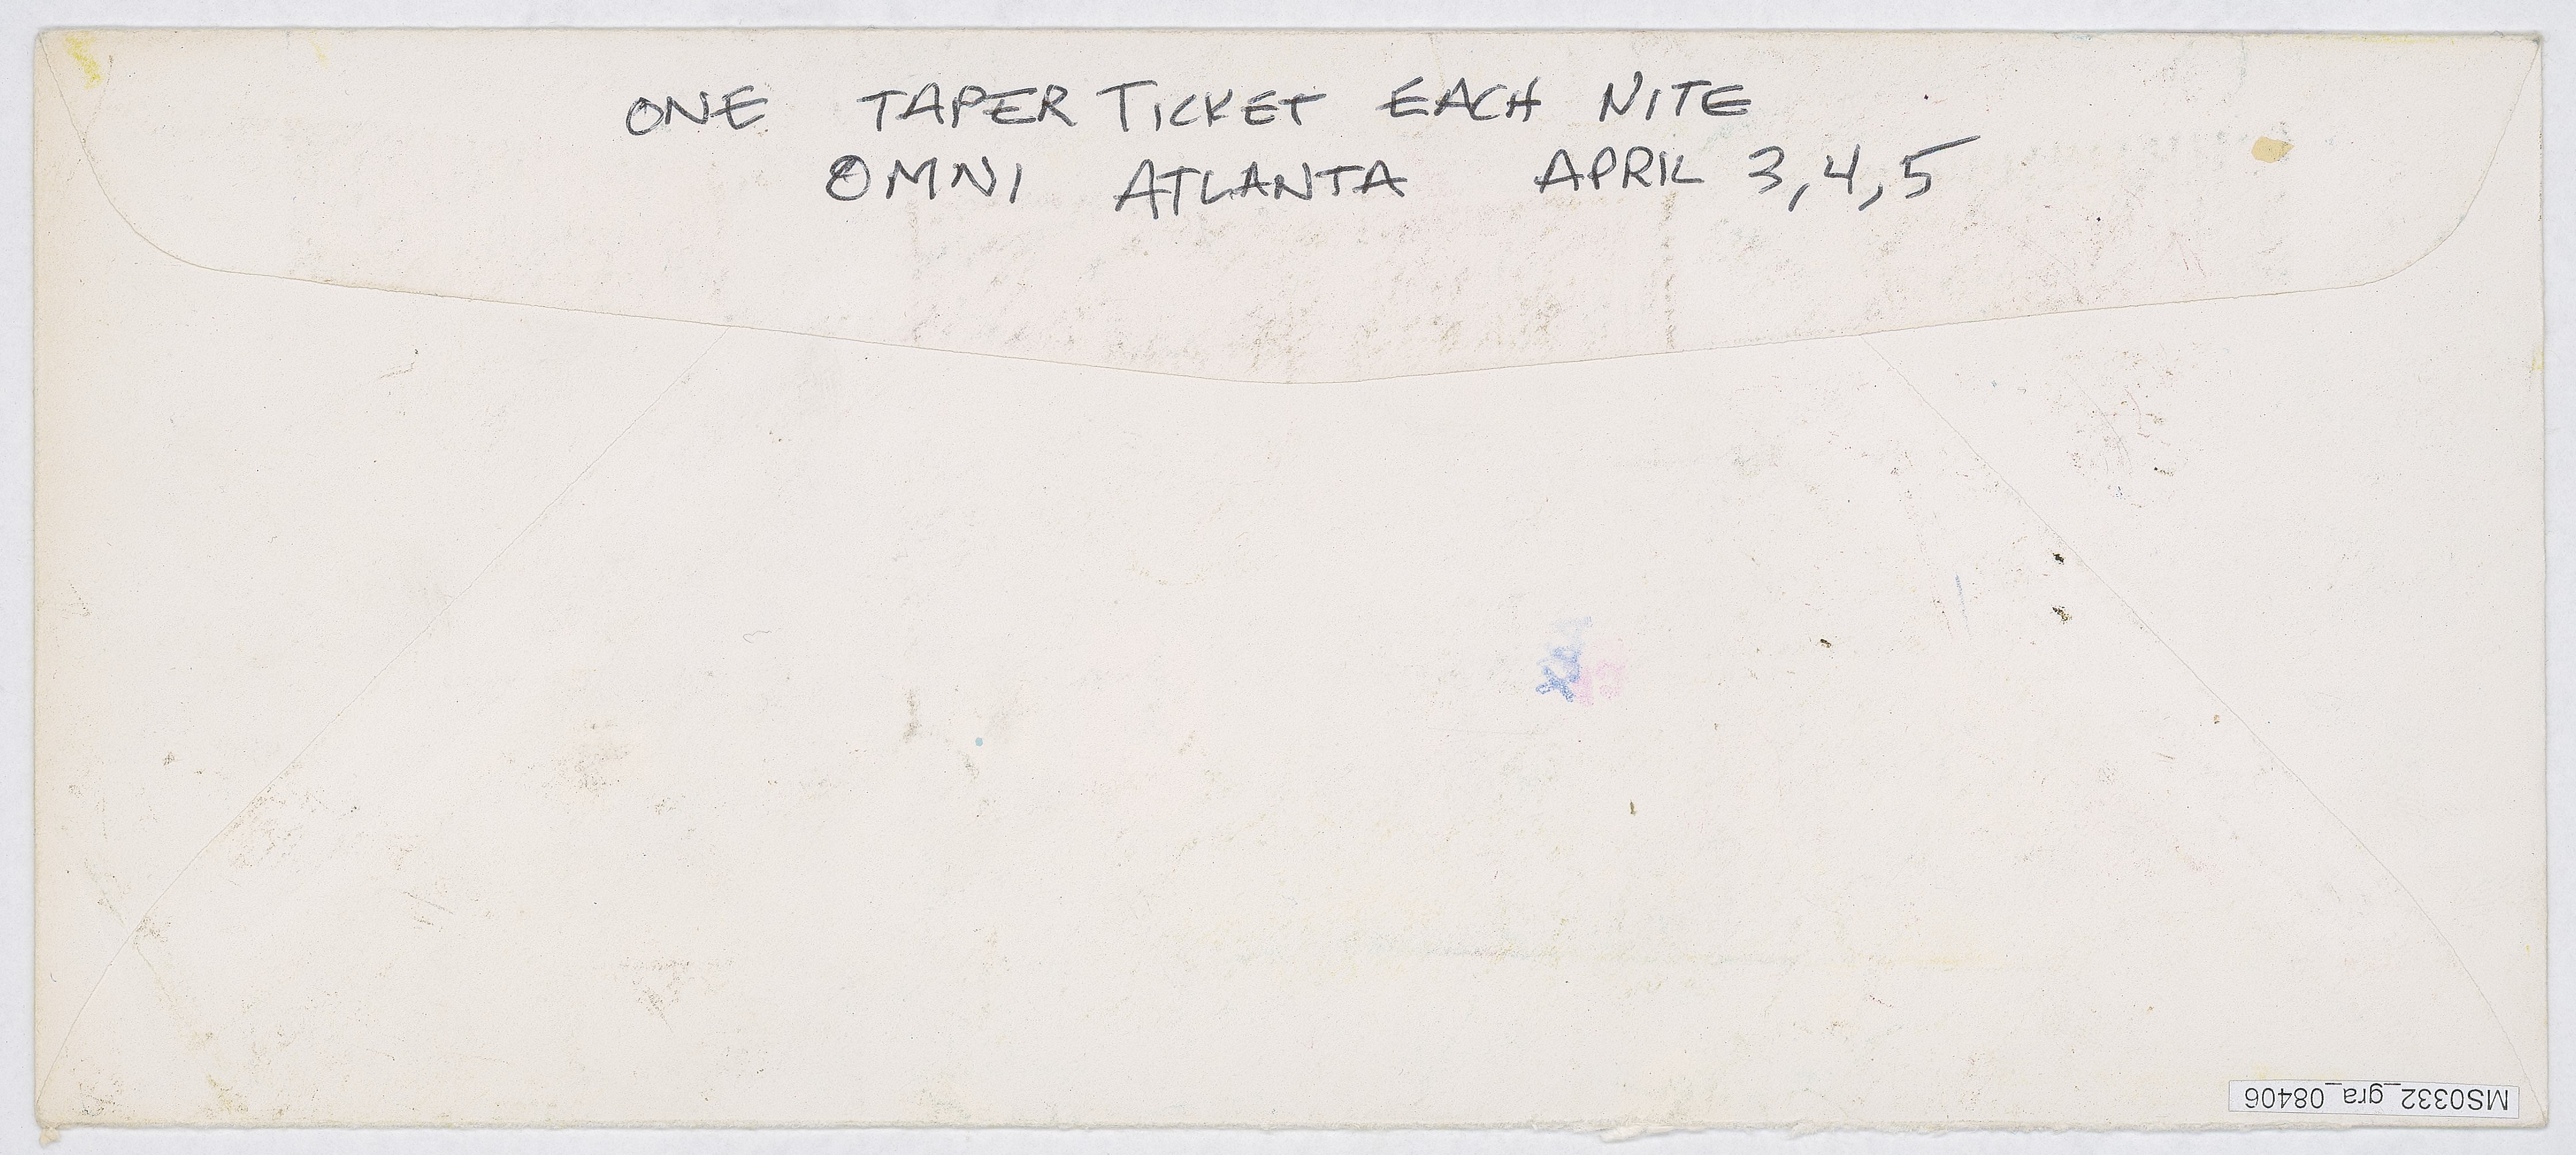 ONE TAPER TICKET EACH NITE
OMNI ATLANTA APRIL 3,4,5
MS0332_gra_08406